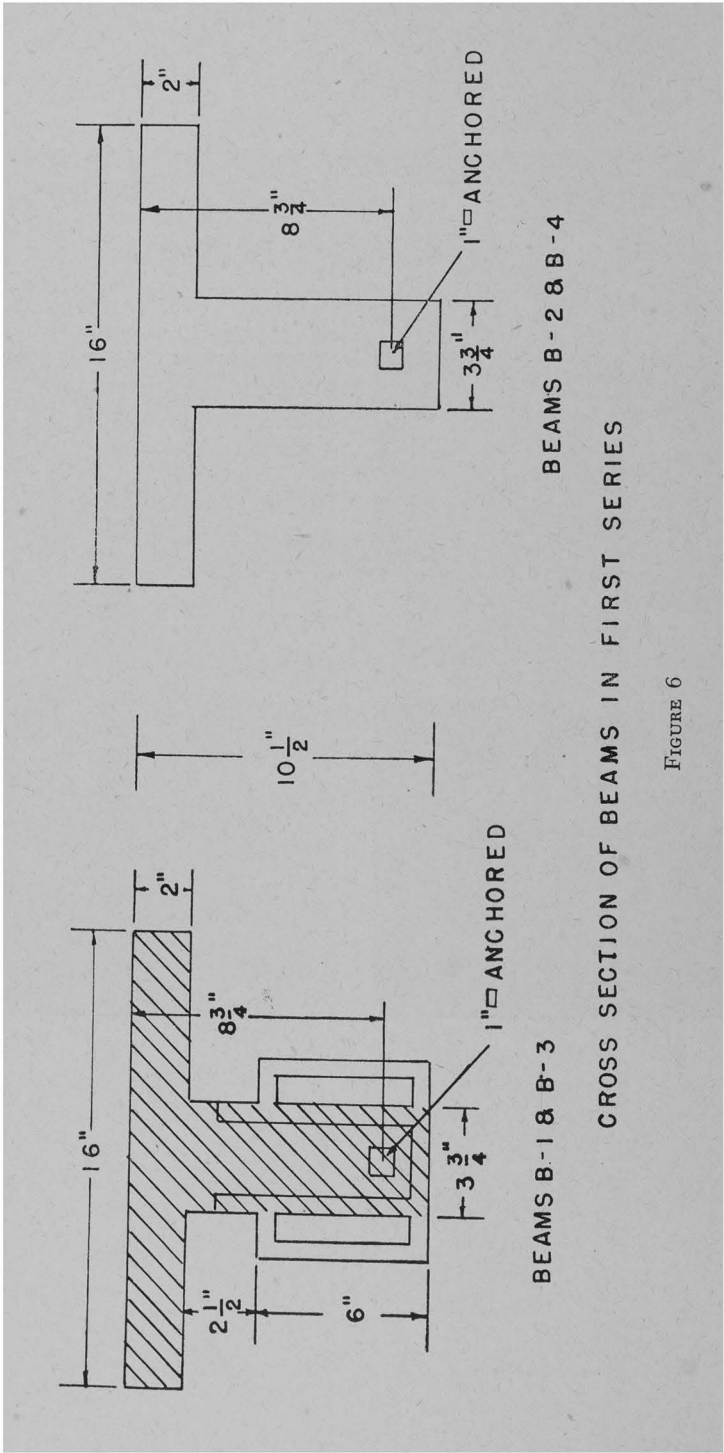 16"
2"
8 3/4"
2 1/2"
6"
3 3/4"
1"□ ANCHORED
BEAMS B-1 & B-3
10 1/2"
16"
2"
8 3/4"
3 3/4"
1"□ ANCHORED
BEAMS B-2 & B-4
CROSS SECTION OF BEAMS IN FIRST SERIES
FIGURE 6